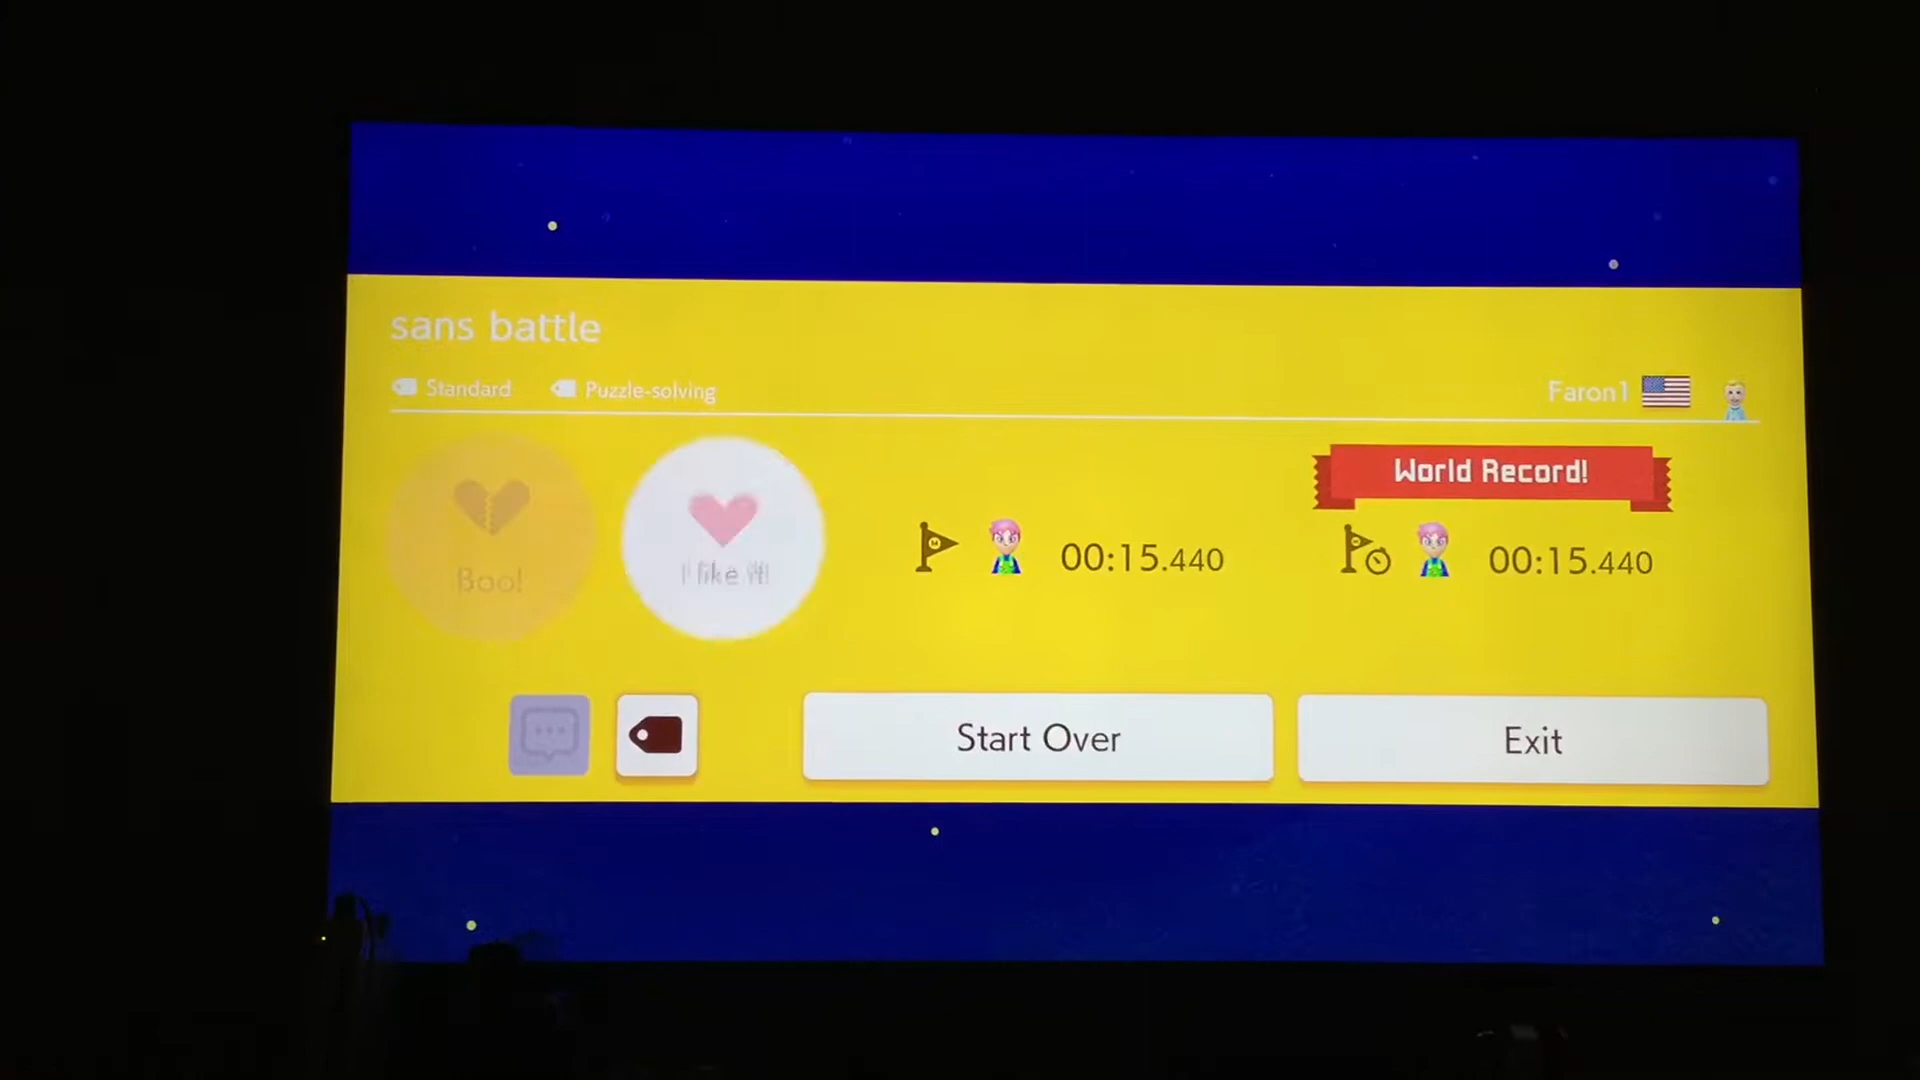 sans battle
Standard Puzzle-solving
Faron1
World Record!
Boo!
I like it!
00:15.440
00:15.440
Start Over
Exit